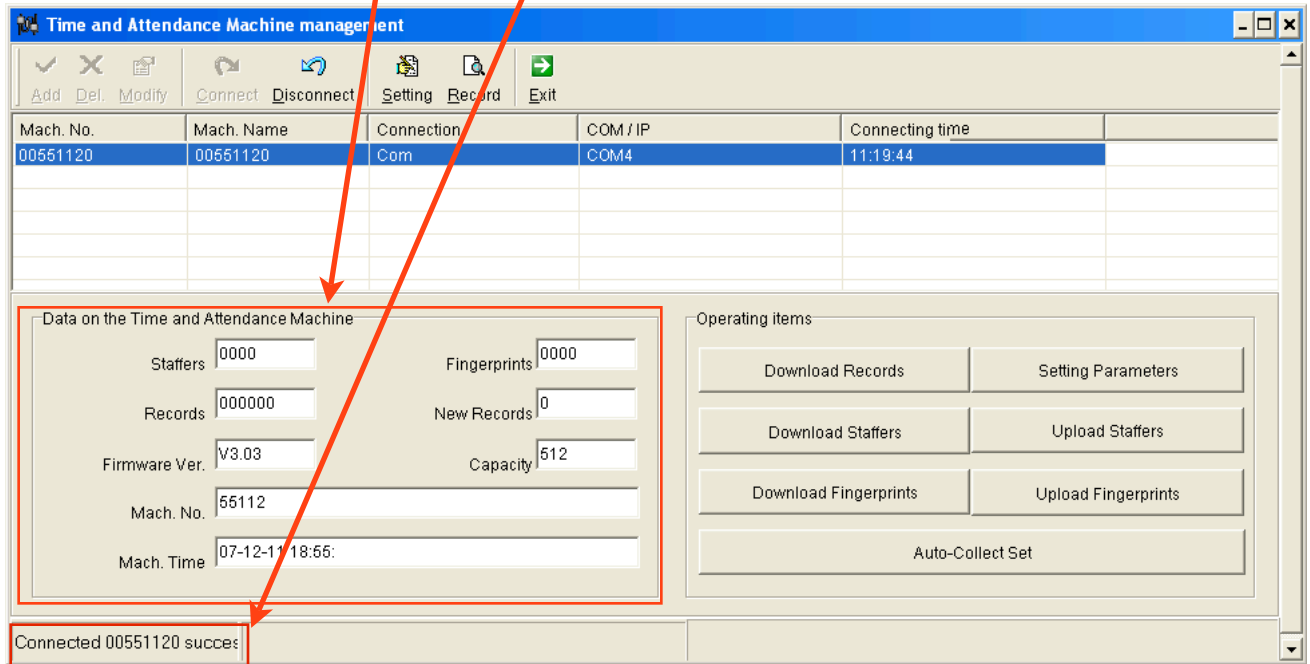 Time and Attendance Machine management
Add Del. Modify Connect Disconnect Setting Record Exit
Mach. No. Mach. Name Connection COM / IP Connecting time
00551120 00551120 Com COM4 11:19:44
Data on the Time and Attendance Machine
Staffers 0000 Fingerprints 0000
Records 000000 New Records 0
Firmware Ver. V3.03 Capacity 512
Mach. No. 55112
Mach. Time 07-12-11 18:55:
Operating items
Download Records Setting Parameters
Download Staffers Upload Staffers
Download Fingerprints Upload Fingerprints
Auto-Collect Set
Connected 00551120 succes